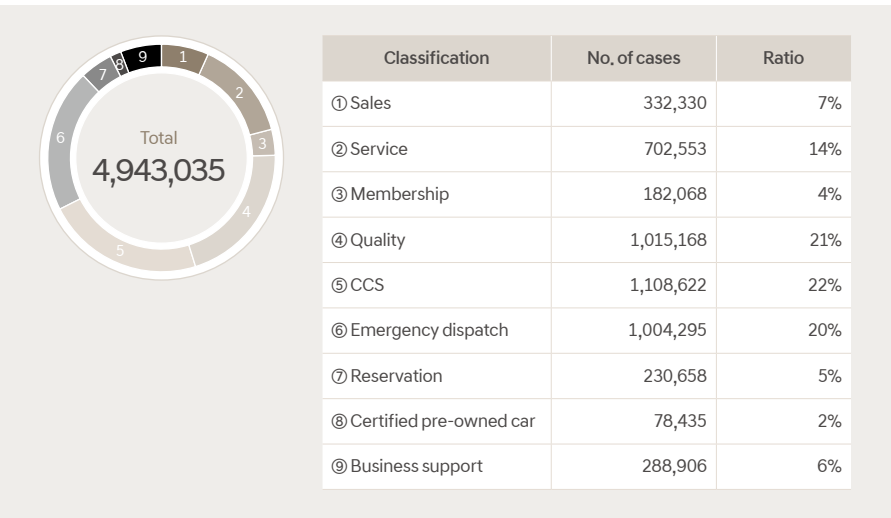 1
2
3
4
5
6
7
8
9
Total
4,943,035
Classification No. of cases Ratio
① Sales 332,330 7%
② Service 702,553 14%
③ Membership 182,068 4%
④ Quality 1,015,168 21%
⑤ CCS 1,108,622 22%
⑥ Emergency dispatch 1,004,295 20%
⑦ Reservation 230,658 5%
⑧ Certified pre-owned car 78,435 2%
⑨ Business support 288,906 6%